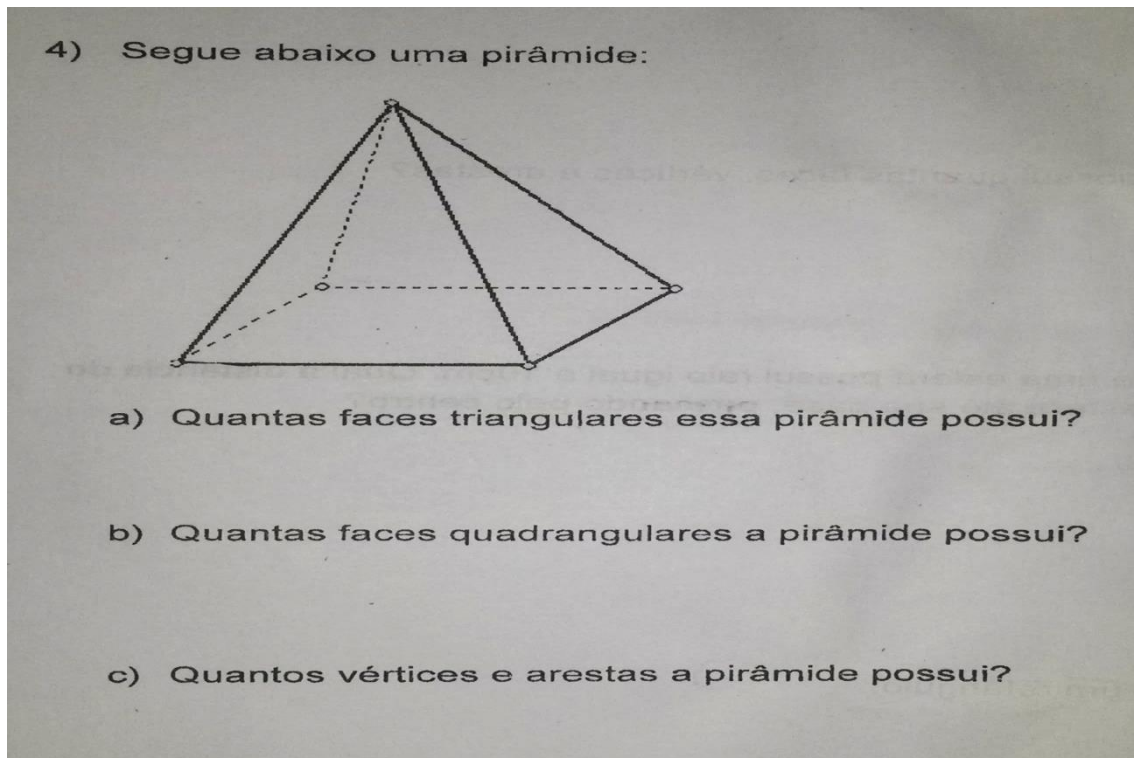 4) Segue abaixo uma pirâmide:
a) Quantas faces triangulares essa pirâmide possui?
b) Quantas faces quadrangulares a pirâmide possui?
c) Quantos vértices e arestas a pirâmide possui?